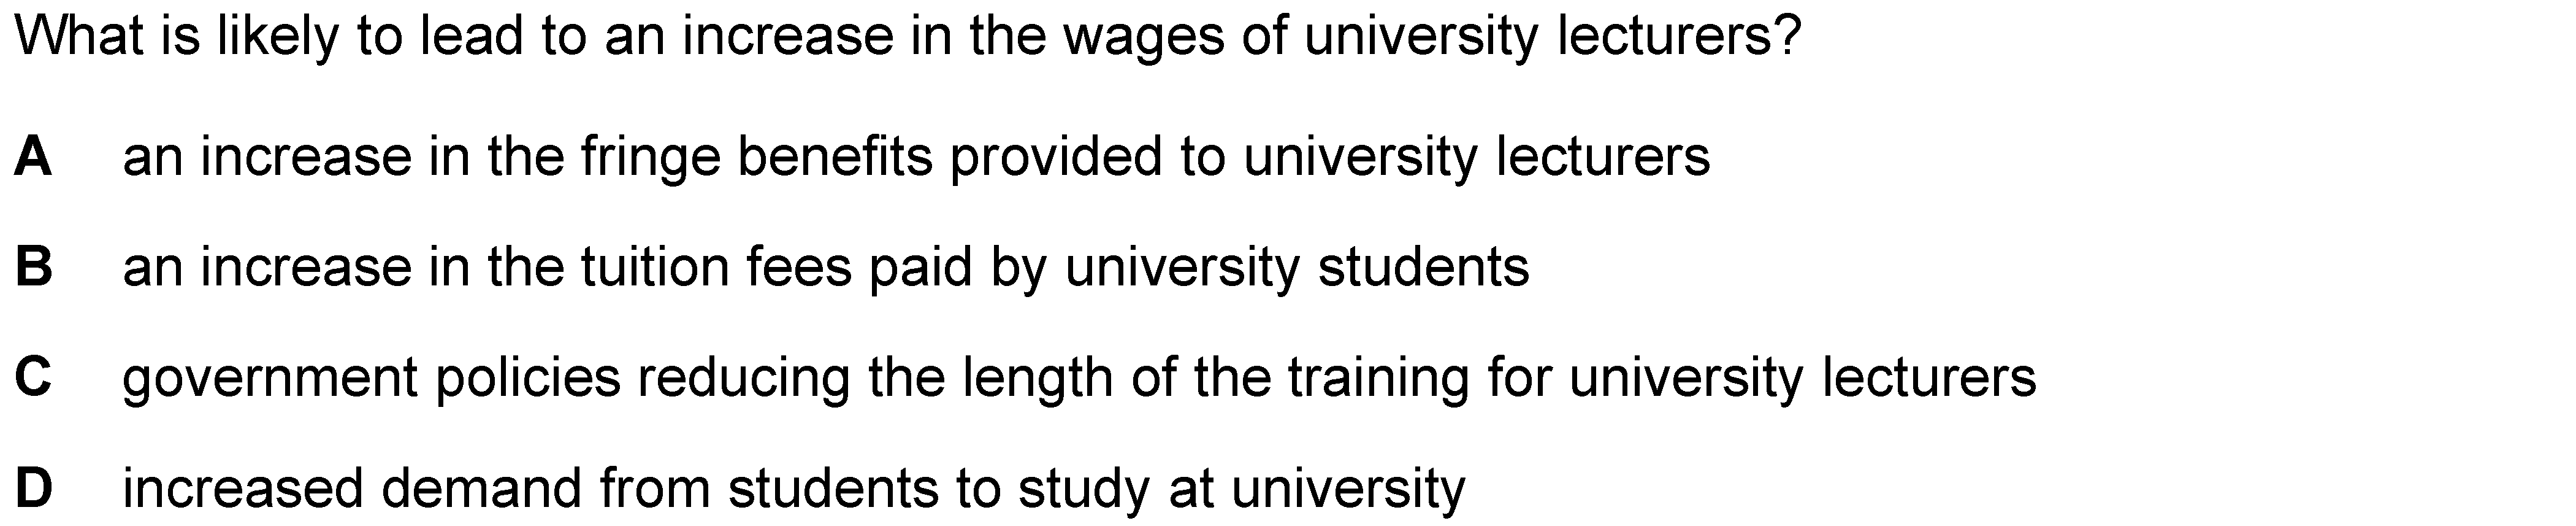 What is likely to lead to an increase in the wages of university lecturers?
A an increase in the fringe benefits provided to university lecturers
B an increase in the tuition fees paid by university students
C government policies reducing the length of the training for university lecturers
D increased demand from students to study at university